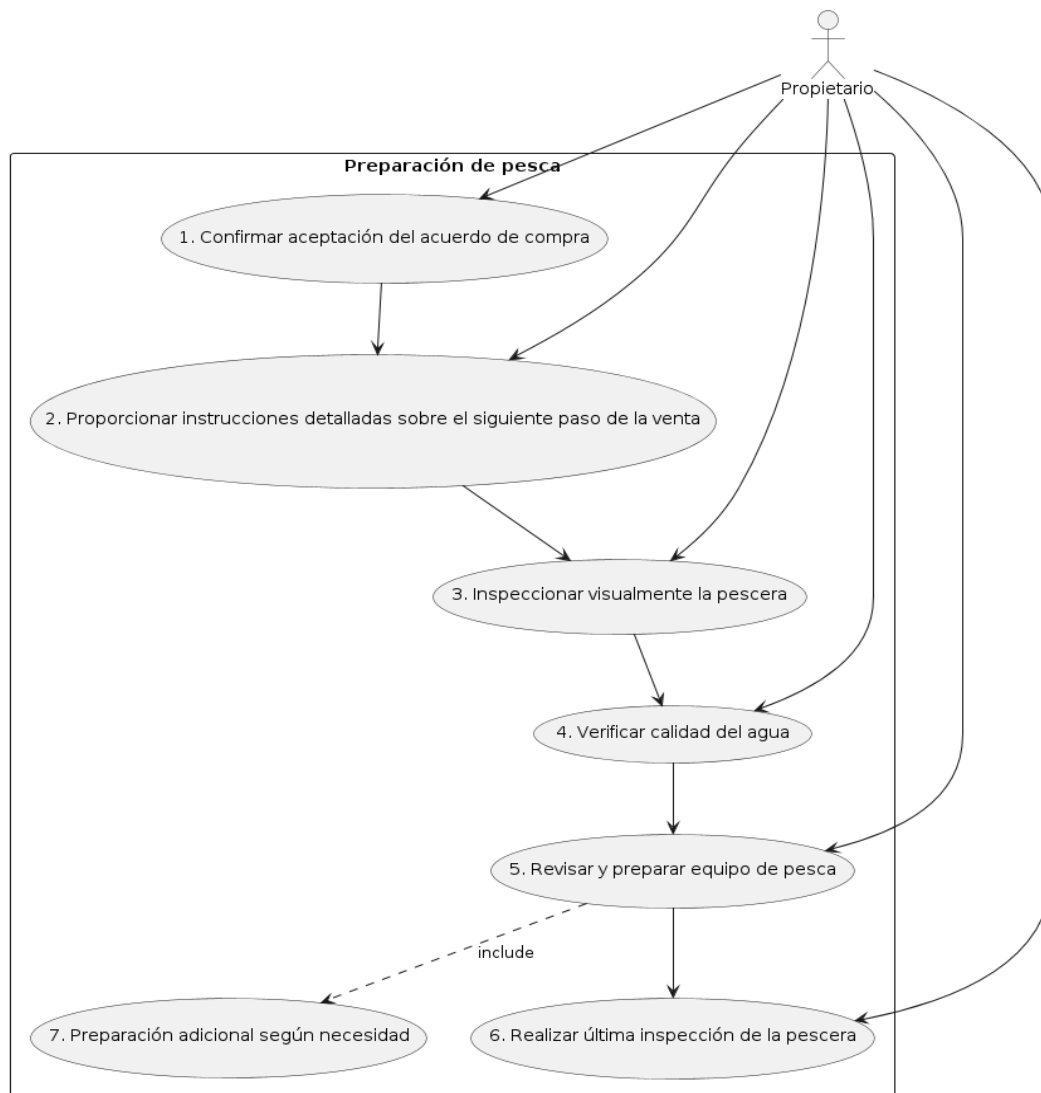 Propietario
Preparación de pesca
1. Confirmar aceptación del acuerdo de compra
2. Proporcionar instrucciones detalladas sobre el siguiente paso de la venta
3. Inspeccionar visualmente la pescera
4. Verificar calidad del agua
5. Revisar y preparar equipo de pesca
include
7. Preparación adicional según necesidad
6. Realizar última inspección de la pescera